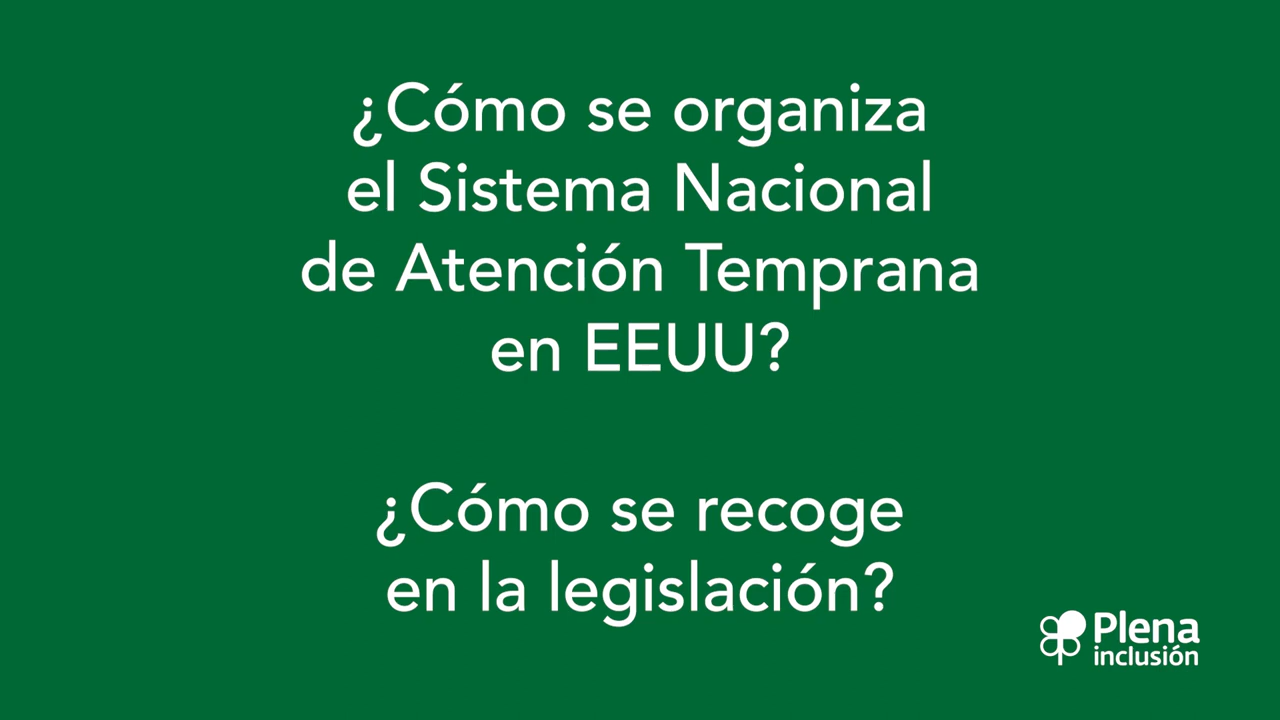 ¿Cómo se organiza
el Sistema Nacional
de Atención Temprana
en EEUU?
¿Cómo se recoge
en la legislación?
Plena
inclusión